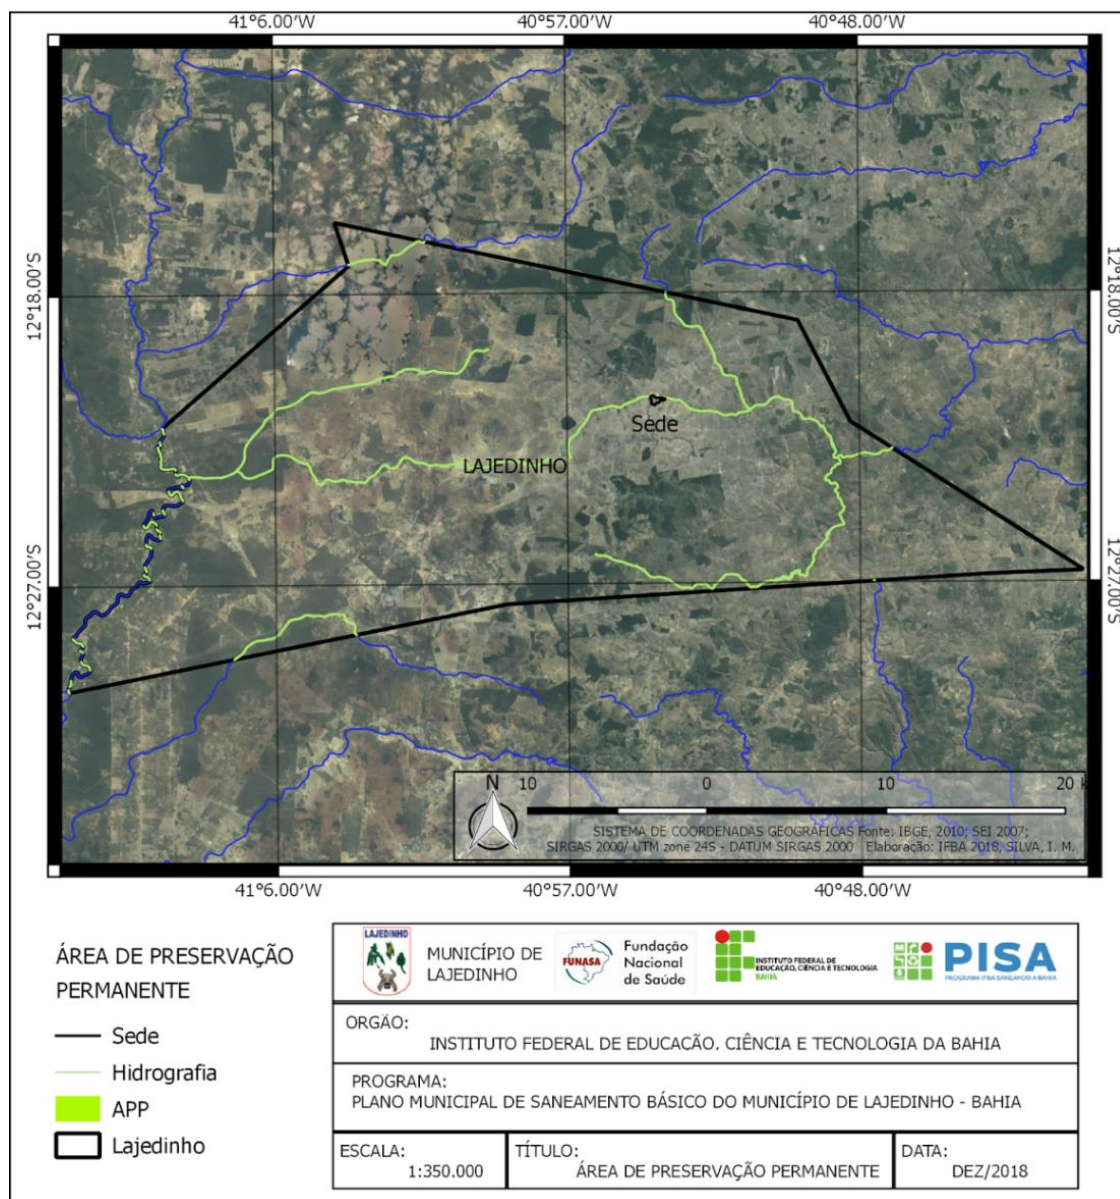 41°6.00'W 40°57.00'W 40°48.00'W
12°18.00'S
12°18.00'S
Sede
LAJEDINHO
12°27.00'S
12°27.00'S
N 10 0 10 20 k
SISTEMA DE COORDENADAS GEOGRÁFICAS Fonte: IBGE, 2010; SEI 2007;
SIRGAS 2000/ UTM zone 24S - DATUM SIRGAS 2000 Elaboração: IFBA 2018, SILVA, I. M.
41°6.00'W 40°57.00'W 40°48.00'W
ÁREA DE PRESERVAÇÃO
PERMANENTE
Sede
Hidrografia
APP
Lajedinho
LAJEDINHO
MUNICÍPIO DE
LAJEDINHO
FUNASA
Fundação
Nacional
de Saúde
INSTITUTO FEDERAL DE
EDUCAÇÃO, CIÊNCIA E TECNOLOGIA
BAHIA
PISA
PROGRAMA IFBA SANEANDO A BAHIA
ORGÃO:
INSTITUTO FEDERAL DE EDUCACÃO, CIÊNCIA E TECNOLOGIA DA BAHIA
PROGRAMA:
PLANO MUNICIPAL DE SANEAMENTO BÁSICO DO MUNICÍPIO DE LAJEDINHO - BAHIA
ESCALA:
1:350.000
TÍTULO:
ÁREA DE PRESERVAÇÃO PERMANENTE
DATA:
DEZ/2018